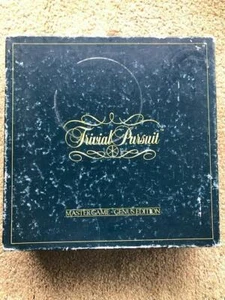 Trivial Pursuit
MASTER GAME - GENUS EDITION